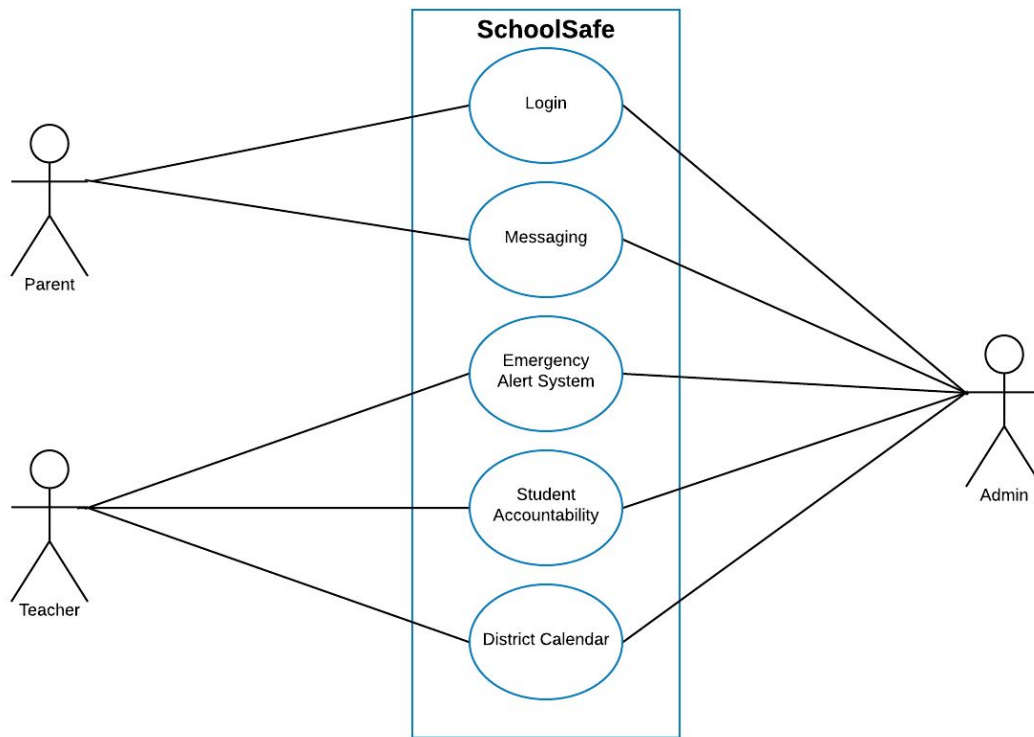 SchoolSafe
Login
Messaging
Parent
Emergency
Alert System
Student
Accountability
Admin
Teacher
District Calendar